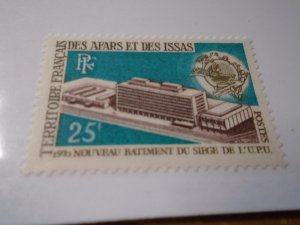 TERRITOIRE FRANÇAIS
DES AFARS ET DES ISSAS
RF
25F
POSTES
1970 NOUVEAU BATIMENT DU SIEGE DE L'U.P.U.